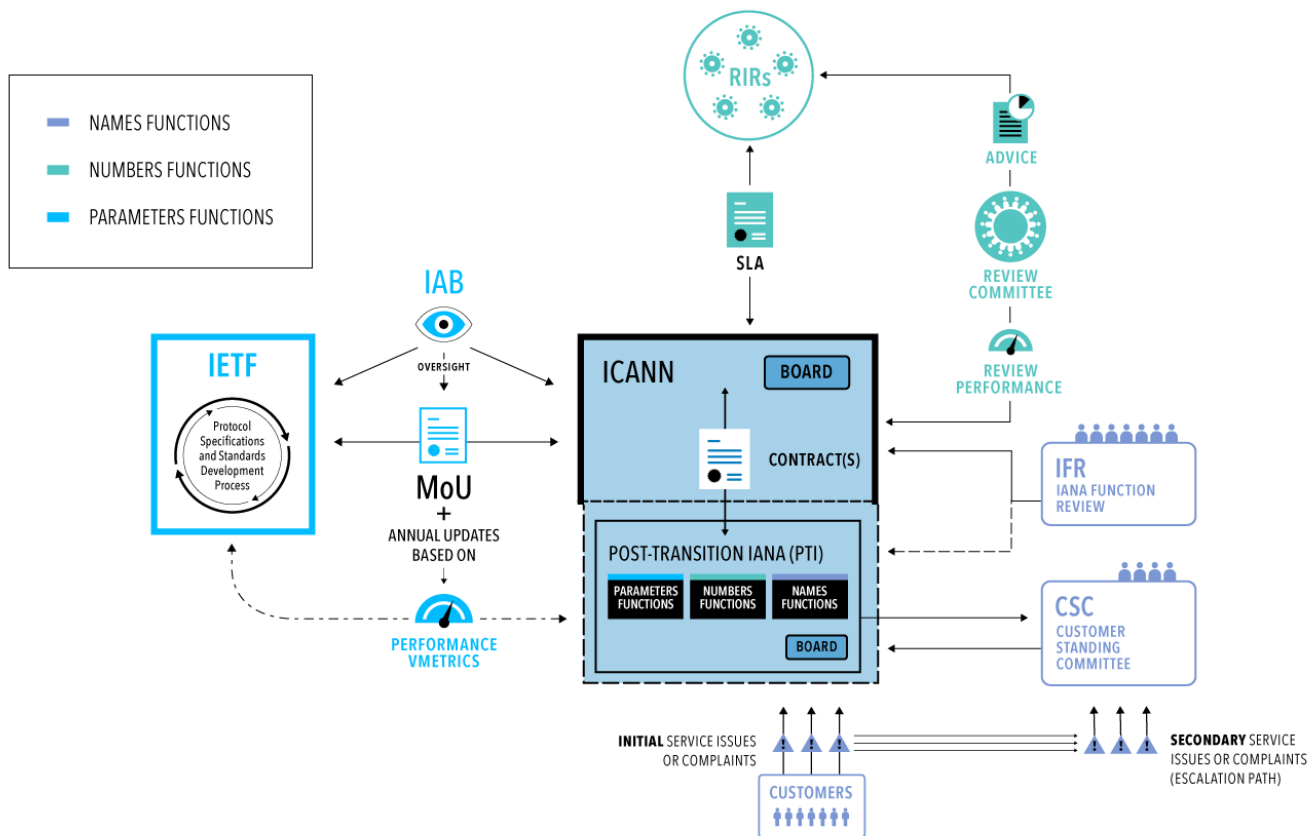 NAMES FUNCTIONS
NUMBERS FUNCTIONS
PARAMETERS FUNCTIONS
RIRs
ADVICE
SLA
REVIEW
COMMITTEE
REVIEW
PERFORMANCE
IAB
OVERSIGHT
IETF
Protocol
Specifications
and Standards
Development
Process
MoU
+
ANNUAL UPDATES
BASED ON
PERFORMANCE
VMETRICS
ICANN
BOARD
CONTRACT(S)
POST-TRANSITION IANA (PTI)
PARAMETERS
FUNCTIONS
NUMBERS
FUNCTIONS
NAMES
FUNCTIONS
BOARD
IFR
IANA FUNCTION
REVIEW
CSC
CUSTOMER
STANDING
COMMITTEE
INITIAL SERVICE ISSUES
OR COMPLAINTS
! ! !
! ! !
SECONDARY SERVICE
ISSUES OR COMPLAINTS
(ESCALATION PATH)
CUSTOMERS